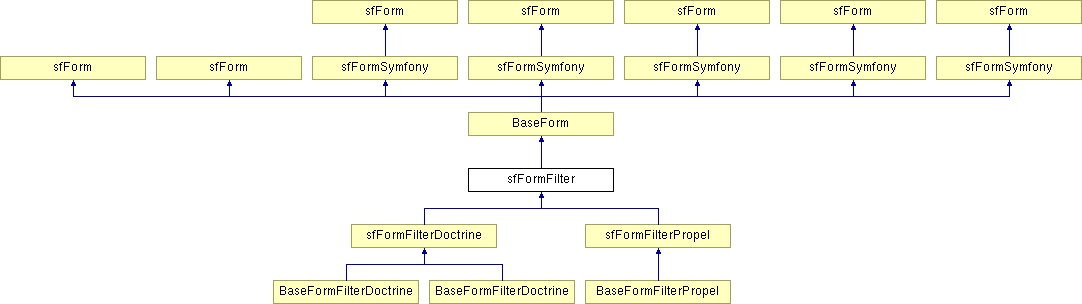 sfForm sfForm sfForm sfForm sfForm
sfForm sfForm sfFormSymfony sfFormSymfony sfFormSymfony sfFormSymfony sfFormSymfony
BaseForm
sfFormFilter
sfFormFilterDoctrine sfFormFilterPropel
BaseFormFilterDoctrine BaseFormFilterDoctrine BaseFormFilterPropel